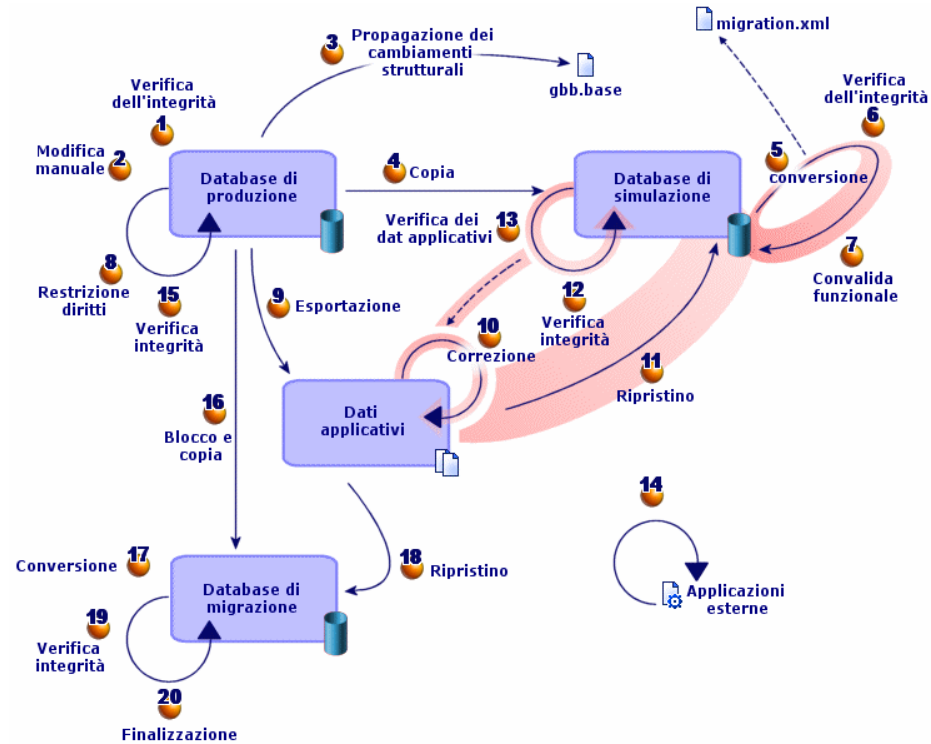 3
Propagazione dei
cambiamenti
strutturali
gbb.base
migration.xml
Verifica
dell'integrità
1
Modifica
manuale
2
Database di
produzione
4
Copia
Database di
simulazione
5
conversione
Verifica
dell'integrità
6
7
Convalida
funzionale
Verifica dei
dat applicativi
13
8
Restrizione
diritti
15
Verifica
integrità
9
Esportazione
12
Verifica
integrità
10
Correzione
11
Ripristino
Dati
applicativi
16
Blocco e
copia
14
Applicazioni
esterne
17
Conversione
18
Ripristino
Database di
migrazione
19
Verifica
integrità
20
Finalizzazione